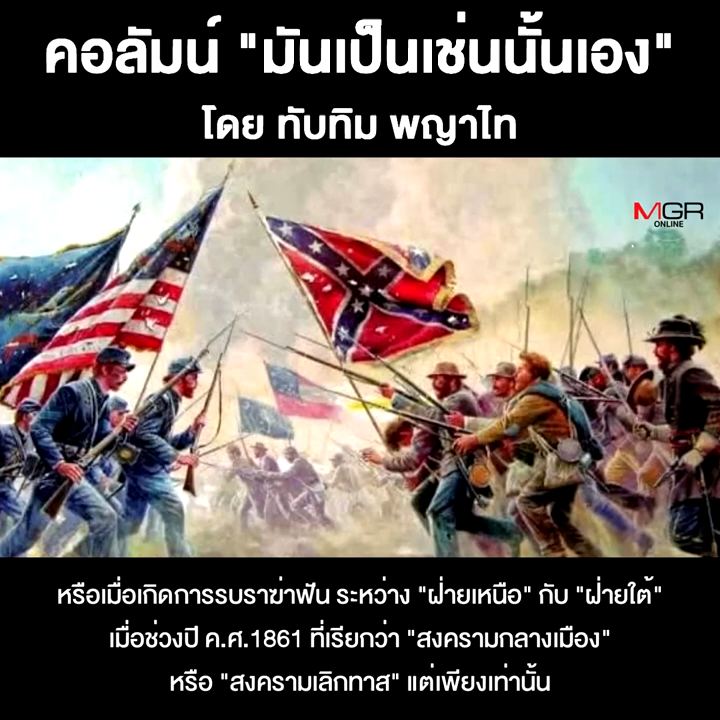 คอลัมน์ "มันเป็นเช่นนั้นเอง"
โดย ทับทิม พญาไท
MGR
ONLINE
หรือเมื่อเกิดการรบราฆ่าฟัน ระหว่าง "ฝ่ายเหนือ" กับ "ฝ่ายใต้"
เมื่อช่วงปี ค.ศ.1861 ที่เรียกว่า "สงครามกลางเมือง"
หรือ "สงครามเลิกทาส" แต่เพียงเท่านั้น